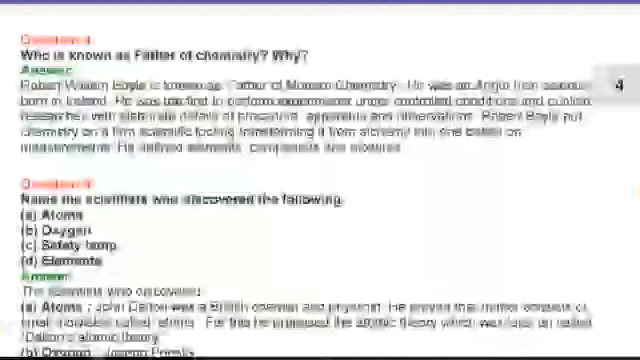 Question 4
Who is known as Father of chemistry? Why?
Answer:
Robert William Boyle is known as 'Father of Modern Chemistry'. He was an Anglo Irish
born in Ireland. He was the first to perform experiments under controlled conditions and publish
researches with elaborate details of procedure, apparatus and observations. Robert Boyle put
chemistry on a firm scientific footing transforming it from alchemy into one based on
measurements. He defined elements, compounds and mixtures.
4
Question
Name the scientists who discovered the following
(a) Atoms
(b) Oxygen
(c) Safety lamp
(d) Elements
Answer:
The scientists who discovered
(a) Atoms : John Dalton was a British chemist and physicist. He proved that matter consists of
small called 'atoms'. For this he proposed the atomic theory which was called
'Dalton's atomic theory'
(b) Oxygen : Joseph